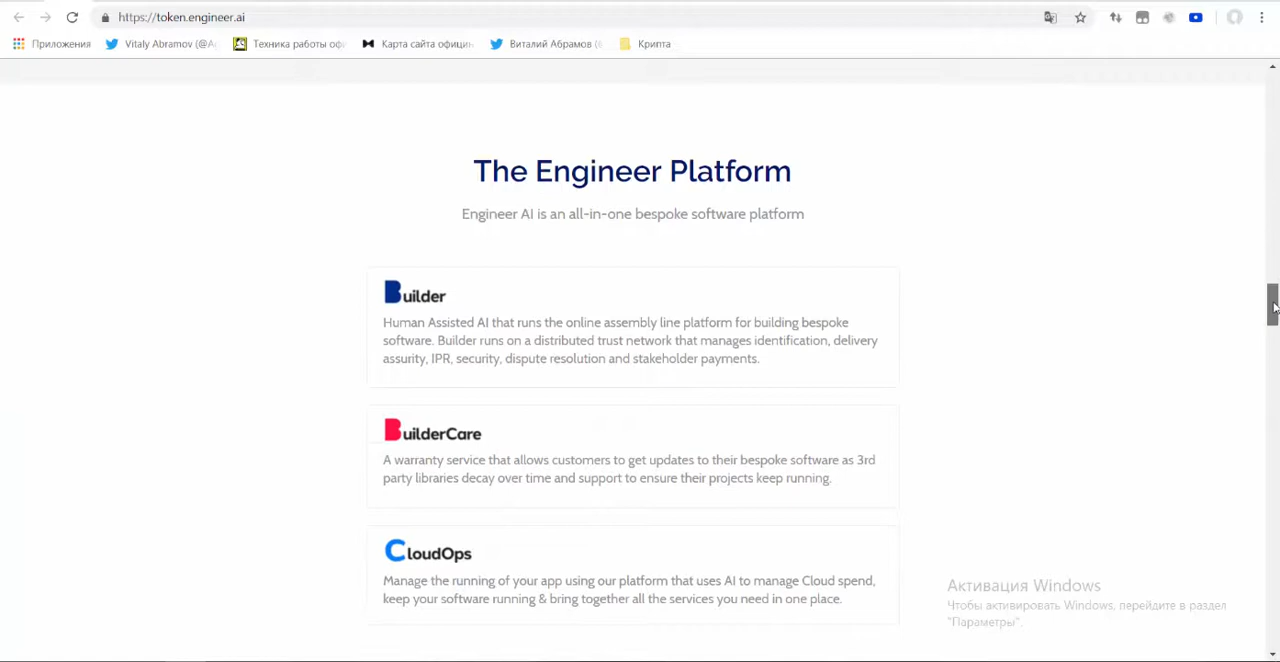 https://token.engineer.ai
Приложения Vitaly Abramov (@A Техника работы оф Карта сайта официн Виталий Абрамов ( Крипта
The Engineer Platform
Engineer AI is an all-in-one bespoke software platform
Builder
Human Assisted AI that runs the online assembly line platform for building bespoke
software. Builder runs on a distributed trust network that manages identification, delivery
assurity, IPR, security, dispute resolution and stakeholder payments.
BuilderCare
A warranty service that allows customers to get updates to their bespoke software as 3rd
party libraries decay over time and support to ensure their projects keep running.
CloudOps
Manage the running of your app using our platform that uses AI to manage Cloud spend,
keep your software running & bring together all the services you need in one place.
Активация Windows
Чтобы активировать Windows, перейдите в раздел
"Параметры".